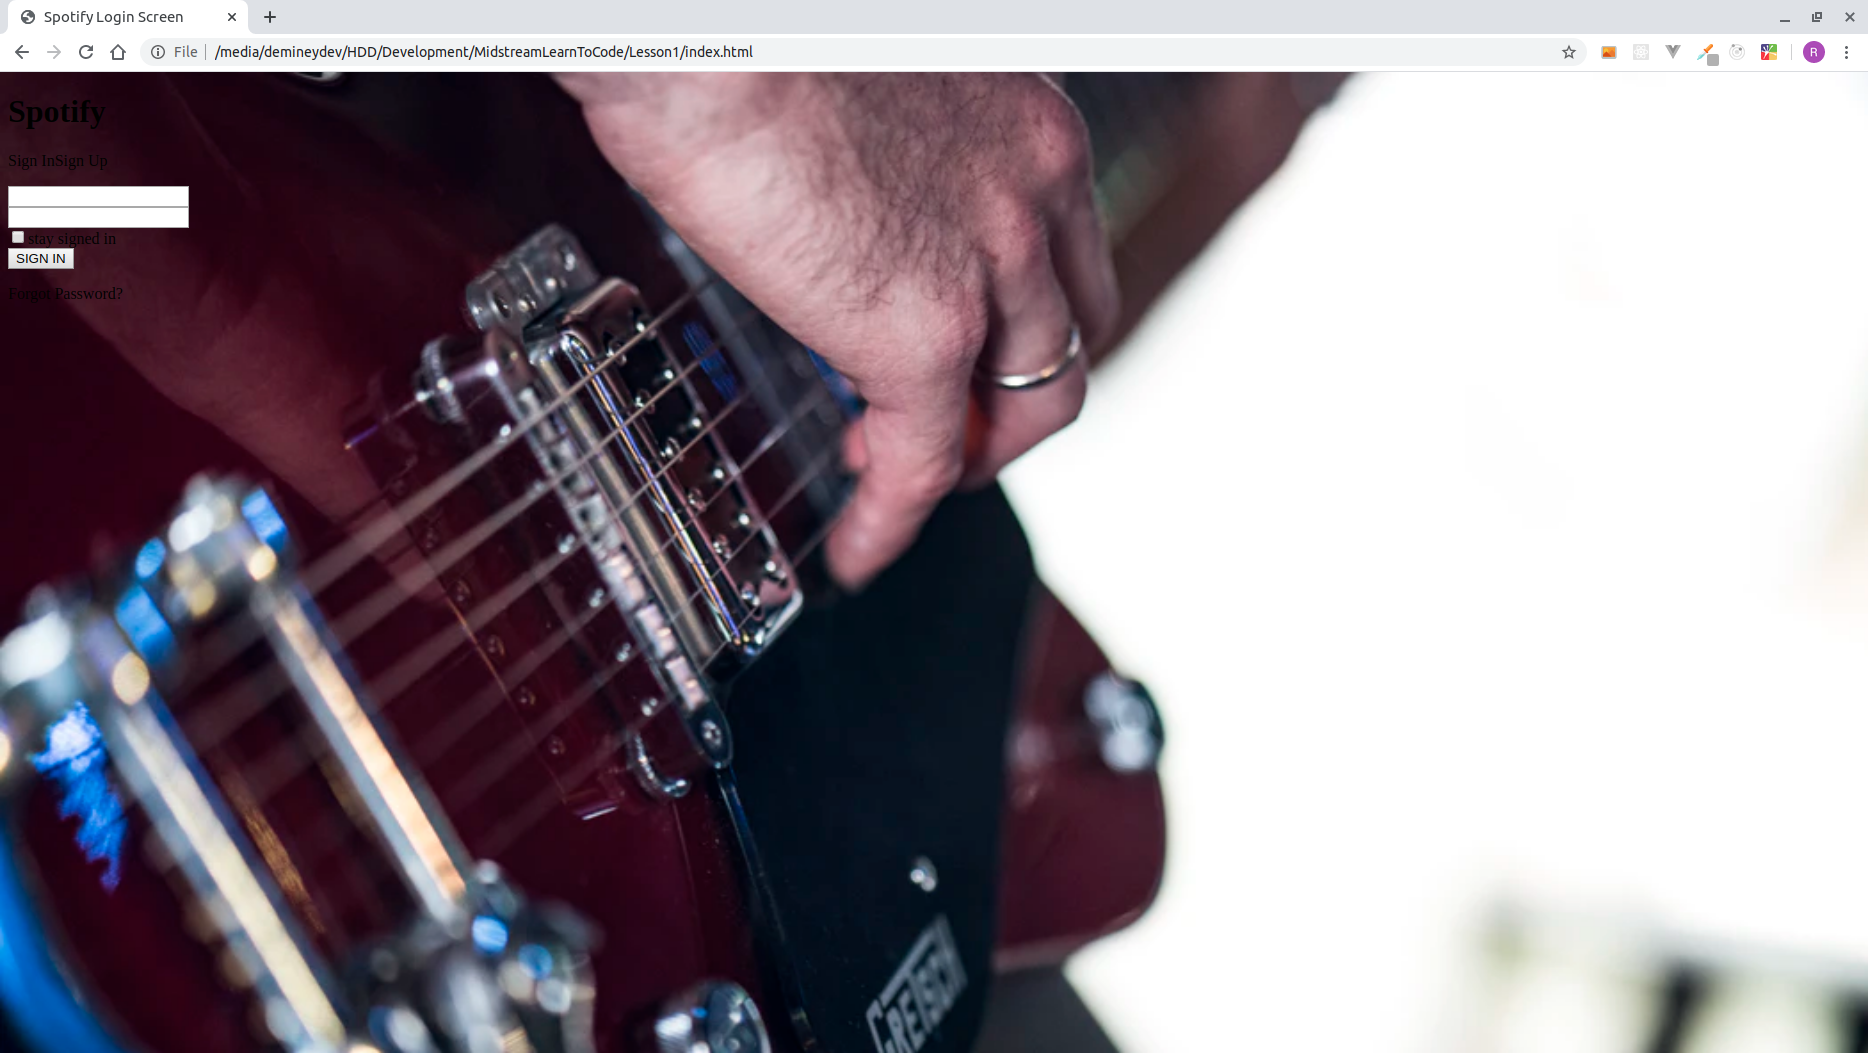 Spotify Login Screen
File
/media/demineydev/HDD/Development/MidstreamLearnToCode/Lesson1/index.html
R
Spotify
Sign InSign Up
stay signed in
SIGN IN
Forgot Password?
GRETSCH